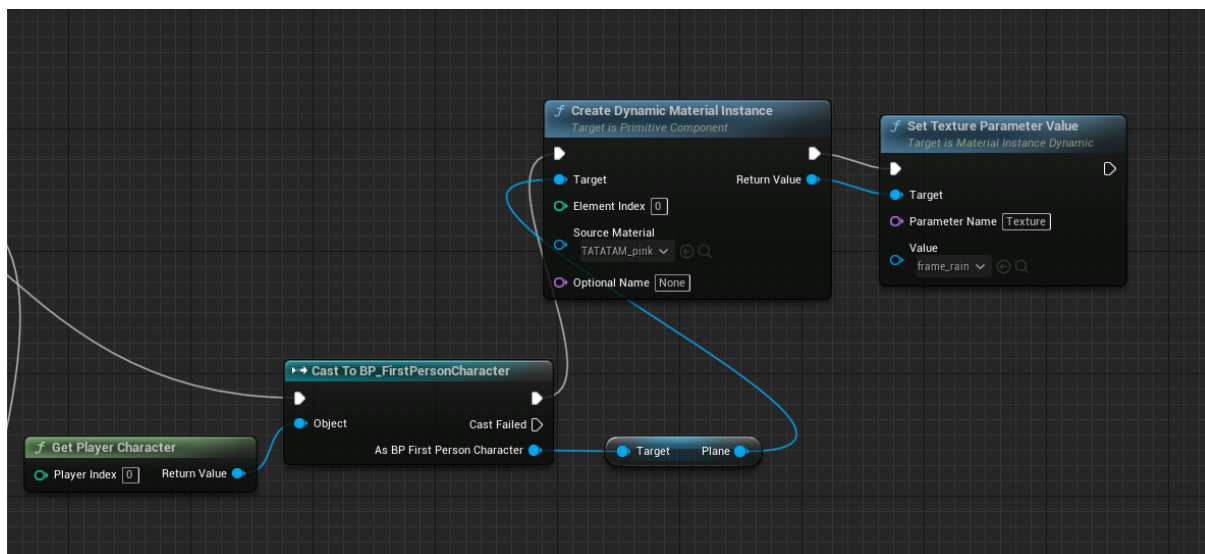 Create Dynamic Material Instance
Target is Primitive Component
Target
Return Value
Element Index 0
Source Material
TATATAM_pink
Optional Name None
Set Texture Parameter Value
Target is Material Instance Dynamic
Target
Parameter Name Texture
Value
frame_rain
Cast To BP_FirstPersonCharacter
Object
Cast Failed
As BP First Person Character
Get Player Character
Player Index 0
Return Value
Target
Plane